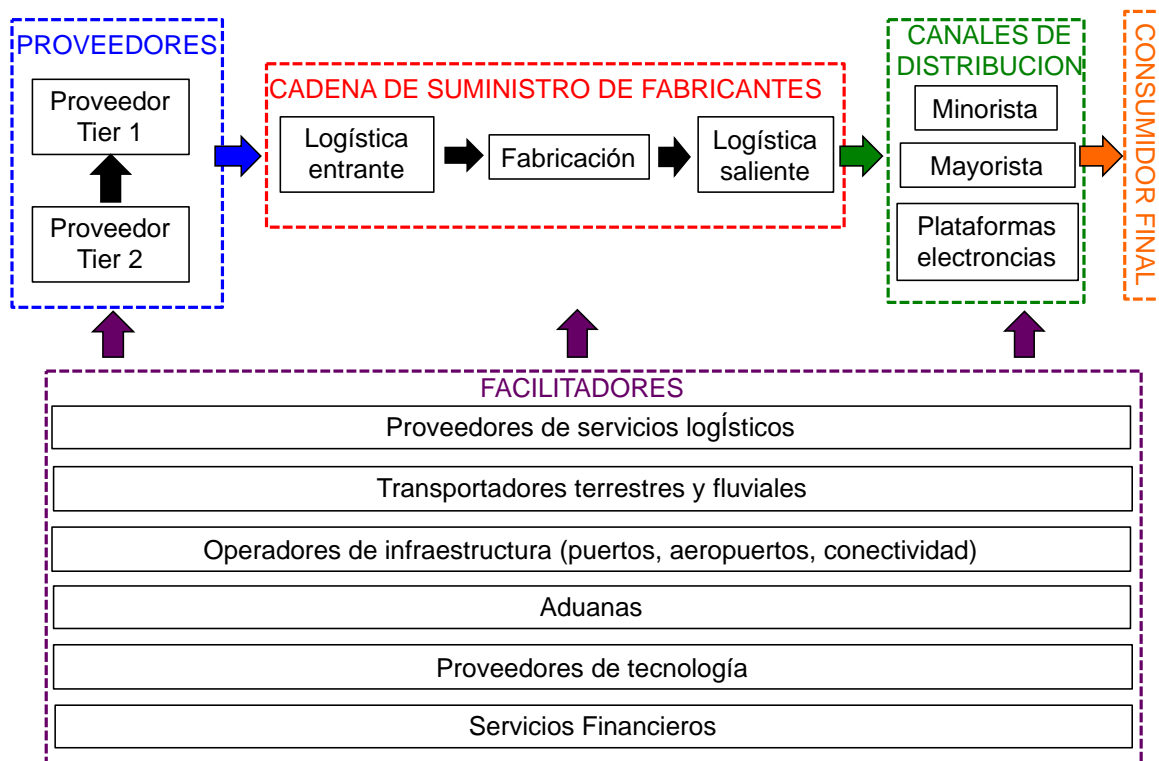 PROVEEDORES
Proveedor
Tier 1
Proveedor
Tier 2
CADENA DE SUMINISTRO DE FABRICANTES
Logística
entrante
Fabricación
Logística
saliente
CANALES DE
DISTRIBUCION
Minorista
Mayorista
Plataformas
electroncias
CONSUMIDOR FINAL
FACILITADORES
Proveedores de servicios logÍsticos
Transportadores terrestres y fluviales
Operadores de infraestructura (puertos, aeropuertos, conectividad)
Aduanas
Proveedores de tecnología
Servicios Financieros